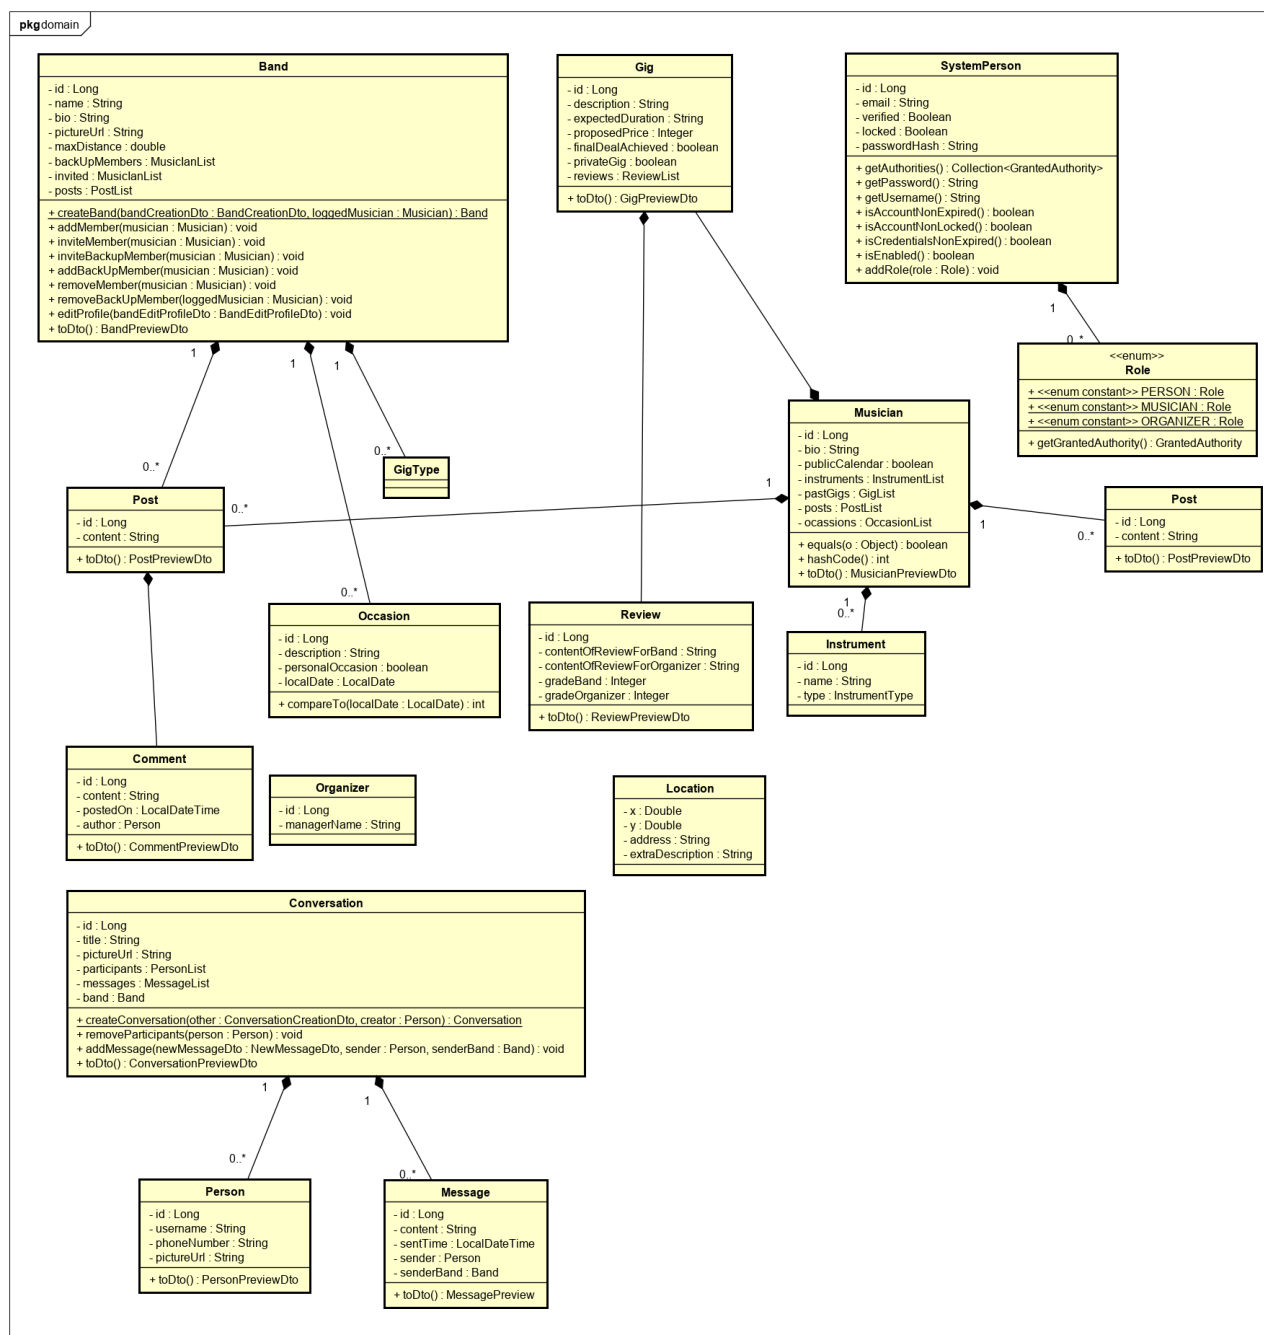 pkg domain
Band
- id : Long
- name : String
- bio : String
- pictureUrl : String
- maxDistance : double
- backUpMembers : MusicIanList
- invited : MusicIanList
- posts : PostList
+ createBand(bandCreationDto : BandCreationDto, loggedMusician : Musician) : Band
+ addMember(musician : Musician) : void
+ inviteMember(musician : Musician) : void
+ inviteBackupMember(musician : Musician) : void
+ addBackUpMember(musician : Musician) : void
+ removeMember(musician : Musician) : void
+ removeBackUpMember(loggedMusician : Musician) : void
+ editProfile(bandEditProfileDto : BandEditProfileDto) : void
+ toDto() : BandPreviewDto
Gig
- id : Long
- description : String
- expectedDuration : String
- proposedPrice : Integer
- finalDealAchieved : boolean
- privateGig : boolean
- reviews : ReviewList
+ toDto() : GigPreviewDto
SystemPerson
- id : Long
- email : String
- verified : Boolean
- locked : Boolean
- passwordHash : String
+ getAuthorities() : Collection<GrantedAuthority>
+ getPassword() : String
+ getUsername() : String
+ isAccountNonExpired() : boolean
+ isAccountNonLocked() : boolean
+ isCredentialsNonExpired() : boolean
+ isEnabled() : boolean
+ addRole(role : Role) : void
1
0..*
<<enum>>
Role
+ <<enum constant>> PERSON : Role
+ <<enum constant>> MUSICIAN : Role
+ <<enum constant>> ORGANIZER : Role
+ getGrantedAuthority() : GrantedAuthority
1
1
1
0..*
0..*
GigType
Musician
- id : Long
- bio : String
- publicCalendar : boolean
- instruments : InstrumentList
- pastGigs : GigList
- posts : PostList
- ocassions : OccasionList
+ equals(o : Object) : boolean
+ hashCode() : int
+ toDto() : MusicianPreviewDto
Post
- id : Long
- content : String
+ toDto() : PostPreviewDto
0..*
1
1
0..*
Post
- id : Long
- content : String
+ toDto() : PostPreviewDto
0..*
Occasion
- id : Long
- description : String
- personalOccasion : boolean
- localDate : LocalDate
+ compareTo(localDate : LocalDate) : int
Review
- id : Long
- contentOfReviewForBand : String
- contentOfReviewForOrganizer : String
- gradeBand : Integer
- gradeOrganizer : Integer
+ toDto() : ReviewPreviewDto
1
0..*
Instrument
- id : Long
- name : String
- type : InstrumentType
Comment
- id : Long
- content : String
- postedOn : LocalDateTime
- author : Person
+ toDto() : CommentPreviewDto
Organizer
- id : Long
- managerName : String
Location
- x : Double
- y : Double
- address : String
- extraDescription : String
Conversation
- id : Long
- title : String
- pictureUrl : String
- participants : PersonList
- messages : MessageList
- band : Band
+ createConversation(other : ConversationCreationDto, creator : Person) : Conversation
+ removeParticipants(person : Person) : void
+ addMessage(newMessageDto : NewMessageDto, sender : Person, senderBand : Band) : void
+ toDto() : ConversationPreviewDto
1
1
0..*
0..*
Person
- id : Long
- username : String
- phoneNumber : String
- pictureUrl : String
+ toDto() : PersonPreviewDto
Message
- id : Long
- content : String
- sentTime : LocalDateTime
- sender : Person
- senderBand : Band
+ toDto() : MessagePreview